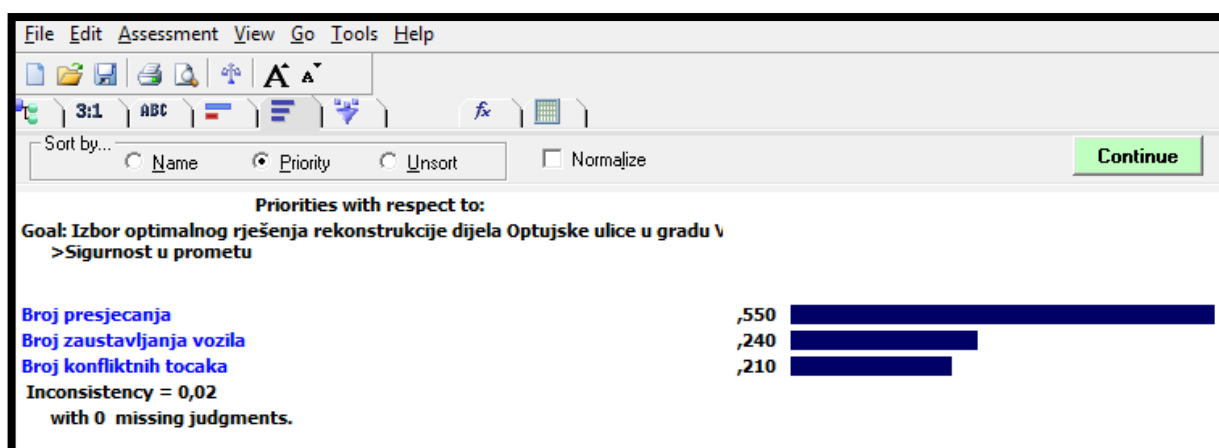 File Edit Assessment View Go Tools Help
A A
3:1 ABC fx
Sort by...
Name Priority Unsort Normalize Continue
Priorities with respect to:
Goal: Izbor optimalnog rješenja rekonstrukcije dijela Optujske ulice u gradu V
>Sigurnost u prometu
Broj presjecanja ,550
Broj zaustavljanja vozila ,240
Broj konfliktnih tocaka ,210
Inconsistency = 0,02
with 0 missing judgments.